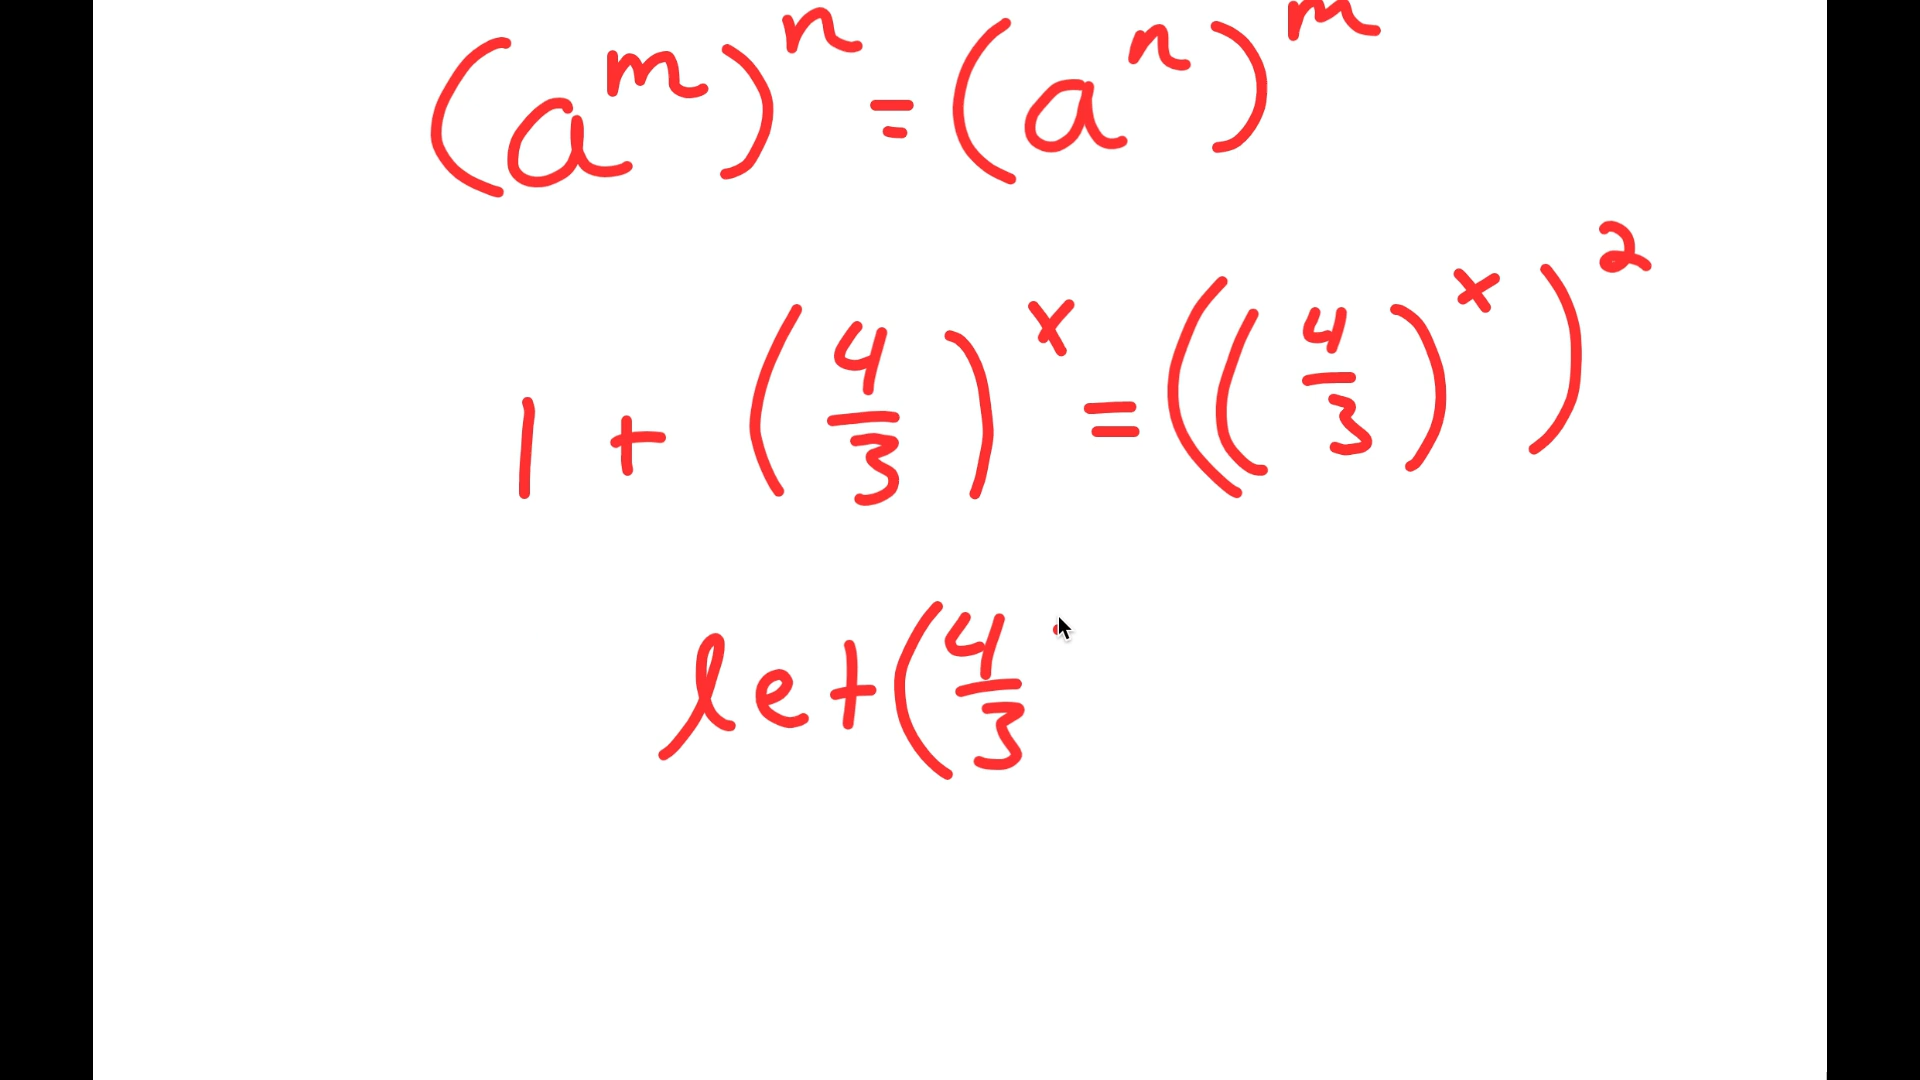 (a^m)^n = (a^n)^m
1 + (4/3)^x = ((4/3)^x)^2
let (4/3